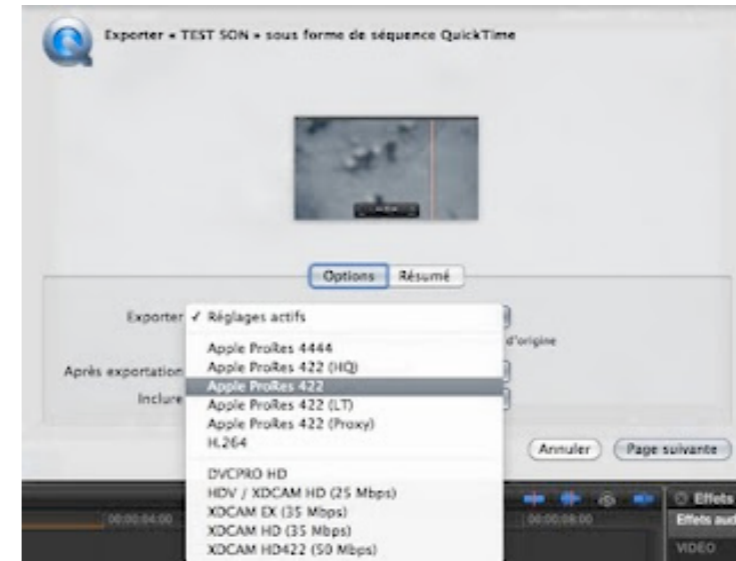 Exporter « TEST SON » sous forme de séquence QuickTime
Options Résumé
Exporter ✓ Réglages actifs
d'origine
Apple ProRes 4444
Apple ProRes 422 (HQ)
Après exportation
Apple ProRes 422
Inclure Apple ProRes 422 (LT)
Apple ProRes 422 (Proxy)
H.264
Annuler Page suivante
DVCPRO HD
HDV / XDCAM HD (25 Mbps)
Effets
XDCAM EX (35 Mbps)
00:00:04:00 00:00:08:00 Effets aud
XDCAM HD (35 Mbps)
XDCAM HD422 (50 Mbps)
VIDEO